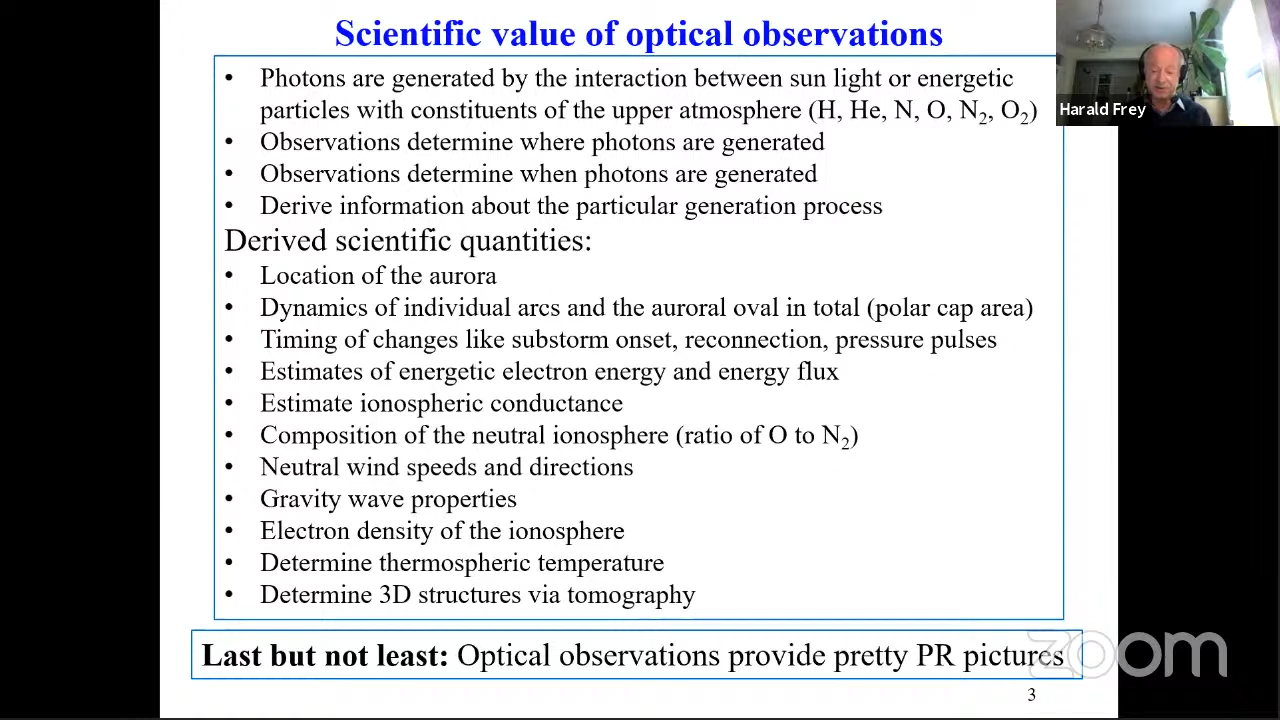 Scientific value of optical observations
• Photons are generated by the interaction between sun light or energetic
particles with constituents of the upper atmosphere (H, He, N, O, N₂, O₂)
• Observations determine where photons are generated
• Observations determine when photons are generated
• Derive information about the particular generation process
Derived scientific quantities:
• Location of the aurora
• Dynamics of individual arcs and the auroral oval in total (polar cap area)
• Timing of changes like substorm onset, reconnection, pressure pulses
• Estimates of energetic electron energy and energy flux
• Estimate ionospheric conductance
• Composition of the neutral ionosphere (ratio of O to N₂)
• Neutral wind speeds and directions
• Gravity wave properties
• Electron density of the ionosphere
• Determine thermospheric temperature
• Determine 3D structures via tomography
Last but not least: Optical observations provide pretty PR pictures
3
Harald Frey
zoom